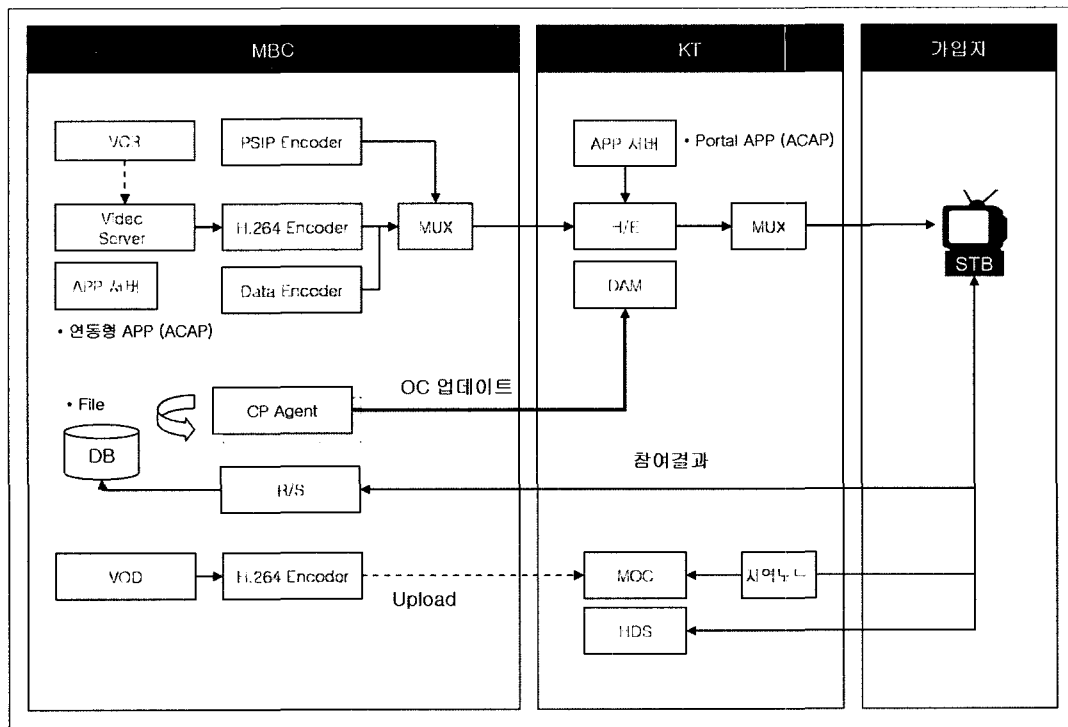 MBC
KT
가입자
VCR
PSIP Encoder
APP 서버
• Portal APP (ACAP)
Video
Server
H.264 Encoder
MUX
H/E
MUX
STB
APP 서버
Data Encoder
DAM
• 연동형 APP (ACAP)
OC 업데이트
• File
CP Agent
DB
참여결과
R/S
VOD
H.264 Encoder
Upload
MOC
HDS